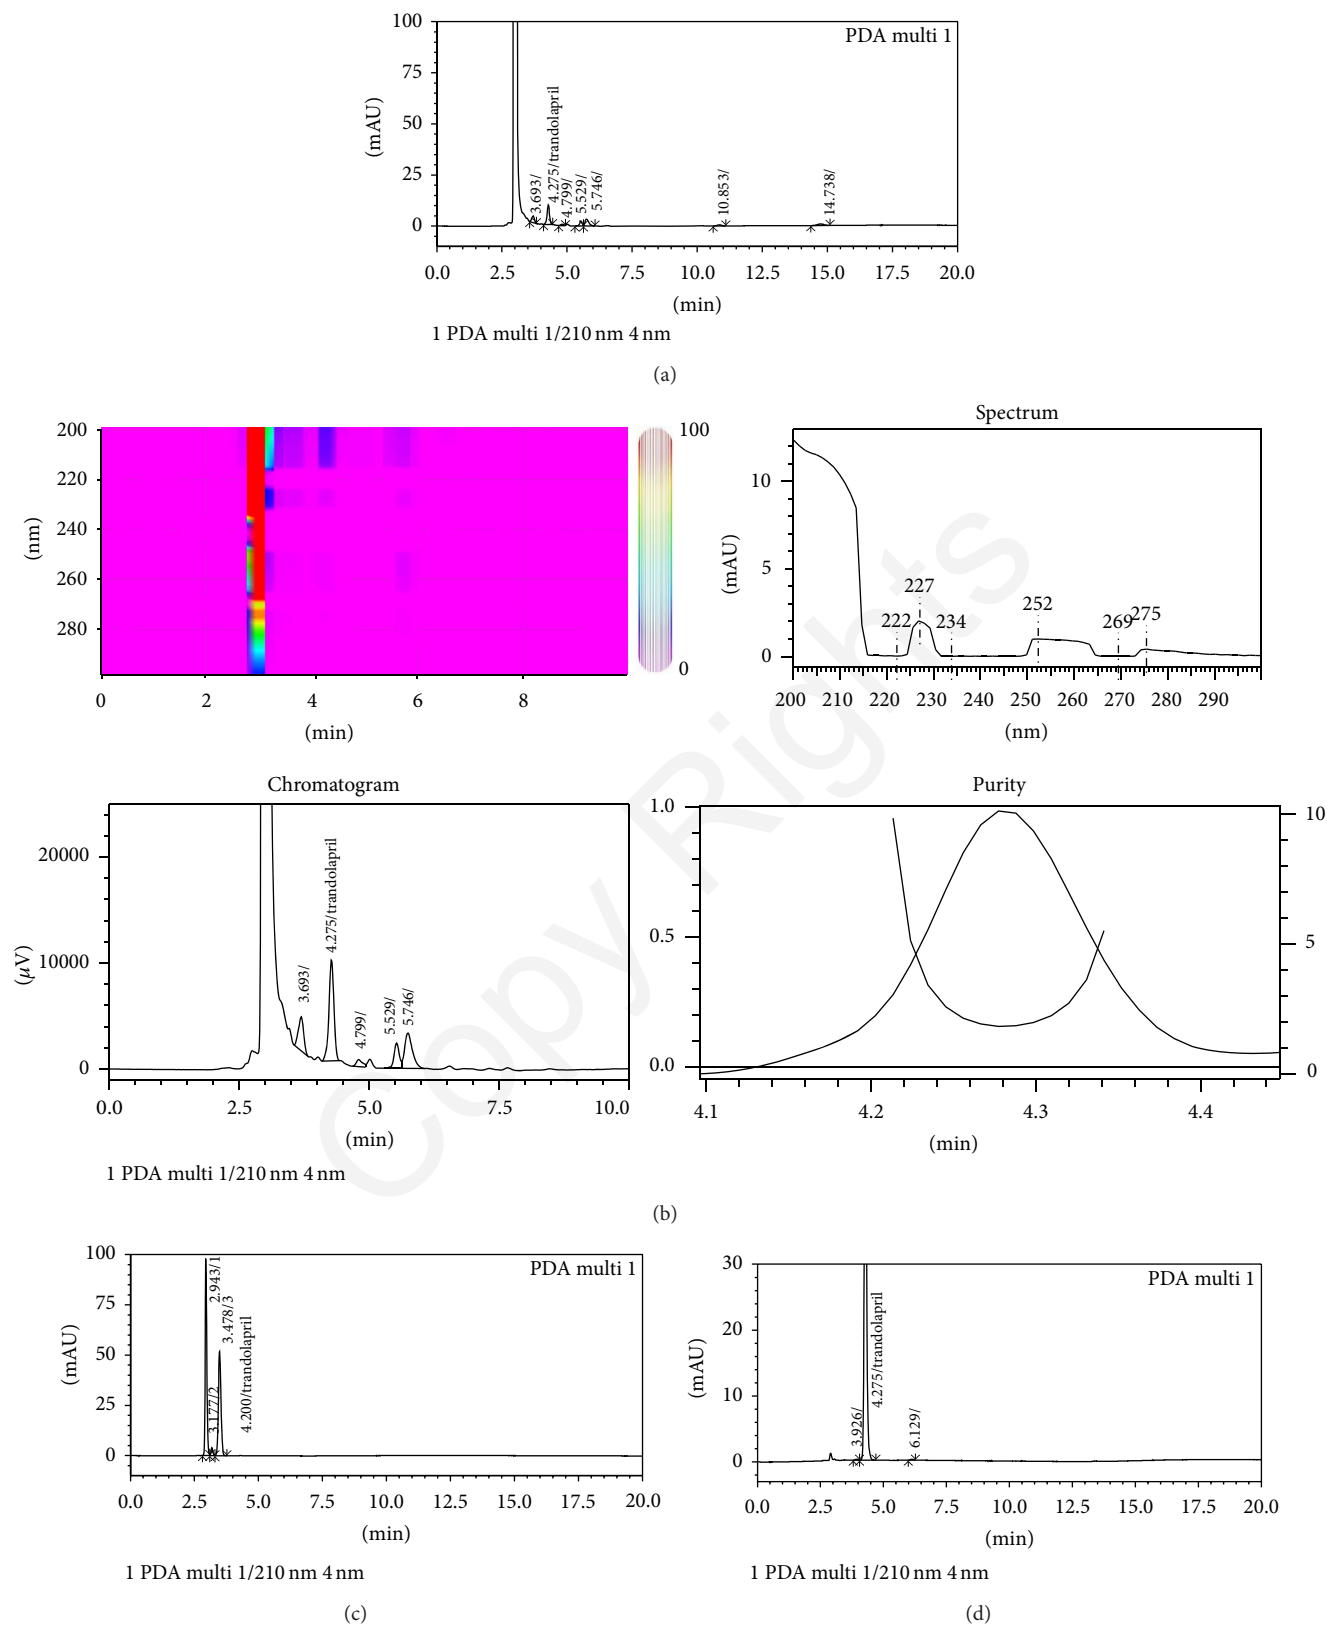 PDA multi 1
100
75
50
25
0
(mAU)
3.693/
4.275/trandolapril
4.799/
5.529/
5.746/
10.853/
14.738/
0.0 2.5 5.0 7.5 10.0 12.5 15.0 17.5 20.0
(min)
1 PDA multi 1/210 nm 4 nm
(a)
200
220
240
260
280
(nm)
0 2 4 6 8
(min)
100
0
Spectrum
10
5
0
(mAU)
222
227
234
252
269
275
200 210 220 230 240 250 260 270 280 290
(nm)
Chromatogram
20000
10000
0
(μV)
3.693/
4.275/trandolapril
4.799/
5.529/
5.746/
0.0 2.5 5.0 7.5 10.0
(min)
1 PDA multi 1/210 nm 4 nm
Purity
1.0
0.5
0.0
10
5
0
4.1 4.2 4.3 4.4
(min)
(b)
PDA multi 1
100
75
50
25
0
(mAU)
2.943/1
3.177/2
3.478/3
4.200/trandolapril
0.0 2.5 5.0 7.5 10.0 12.5 15.0 17.5 20.0
(min)
1 PDA multi 1/210 nm 4 nm
(c)
PDA multi 1
30
20
10
0
(mAU)
3.926/
4.275/trandolapril
6.129/
0.0 2.5 5.0 7.5 10.0 12.5 15.0 17.5 20.0
(min)
1 PDA multi 1/210 nm 4 nm
(d)
Copy Rights